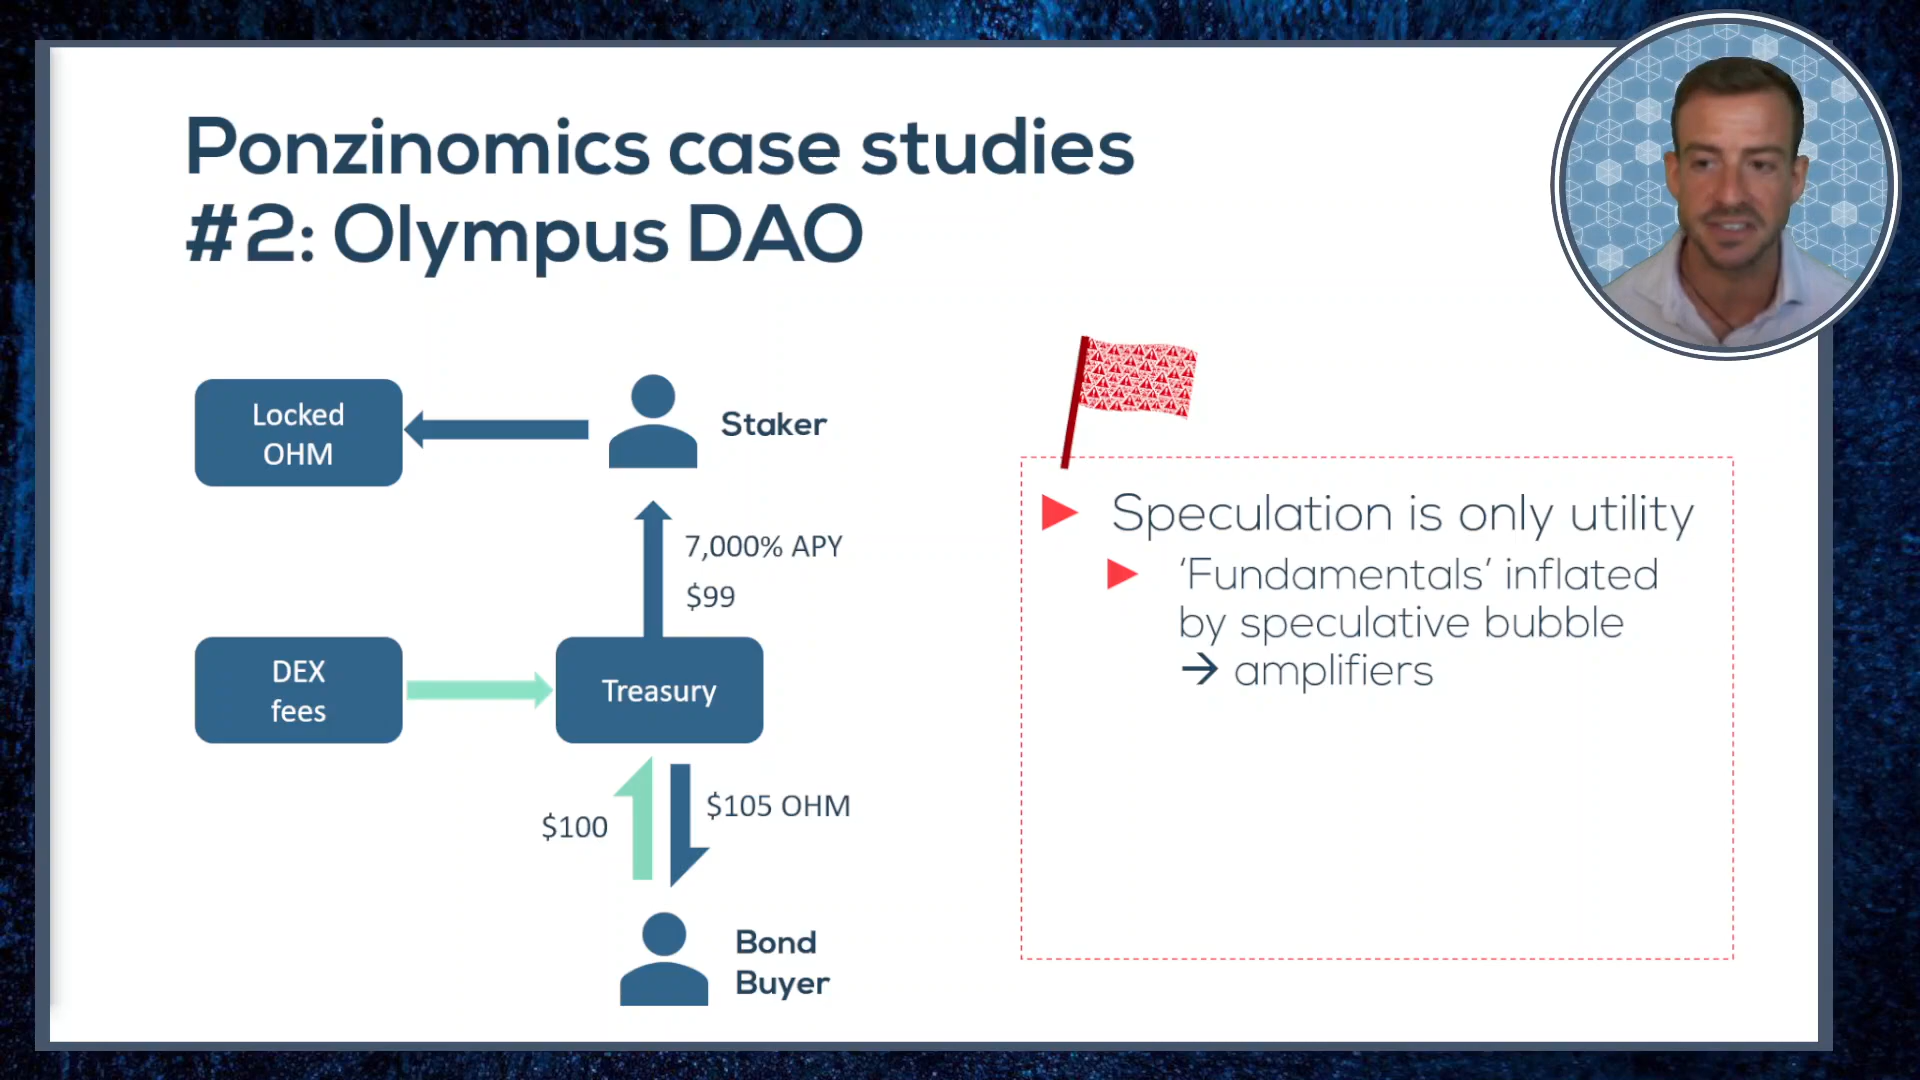 Ponzinomics case studies
#2: Olympus DAO
Locked
OHM
Staker
7,000% APY
$99
DEX
fees
Treasury
$100
$105 OHM
Bond
Buyer
Speculation is only utility
‘Fundamentals’ inflated
by speculative bubble
→ amplifiers